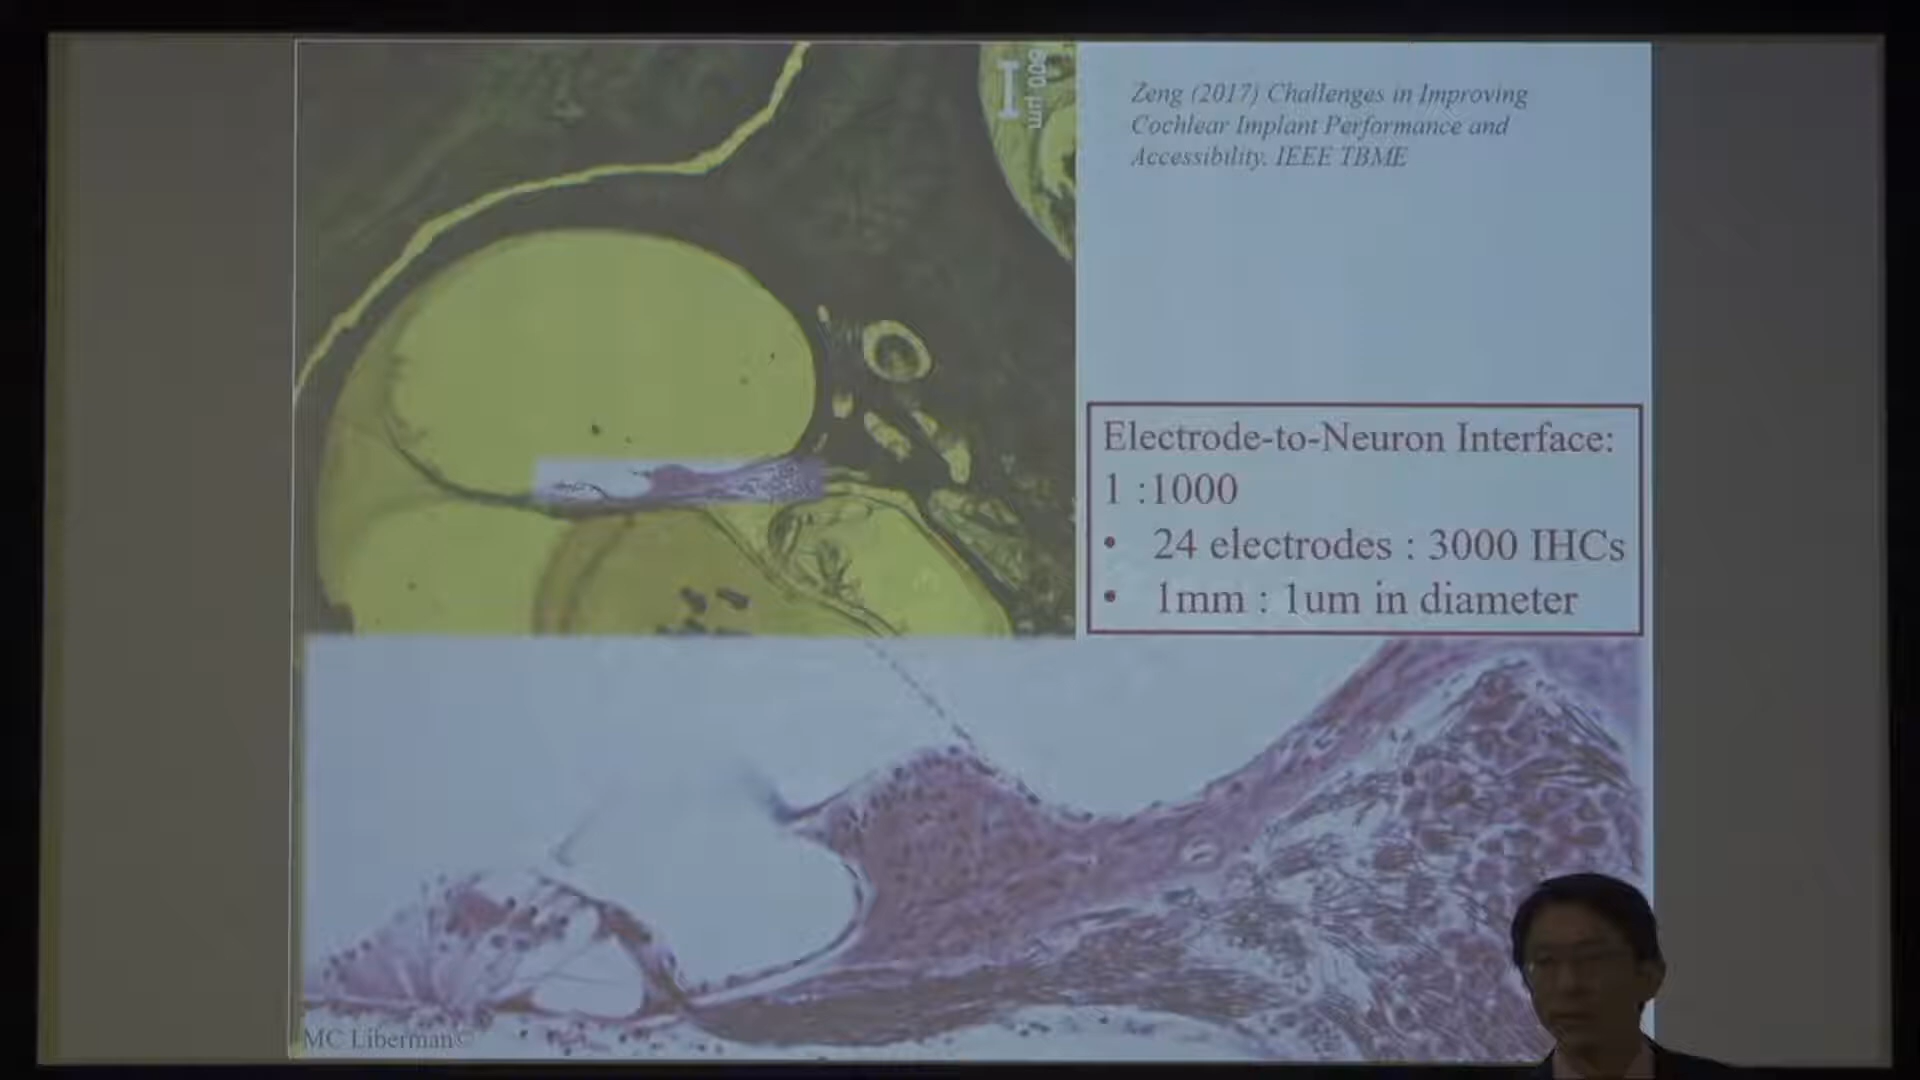 600 µm
Zeng (2017) Challenges in Improving
Cochlear Implant Performance and
Accessibility. IEEE TBME
Electrode-to-Neuron Interface:
1 :1000
• 24 electrodes : 3000 IHCs
• 1mm : 1um in diameter
MC Liberman©